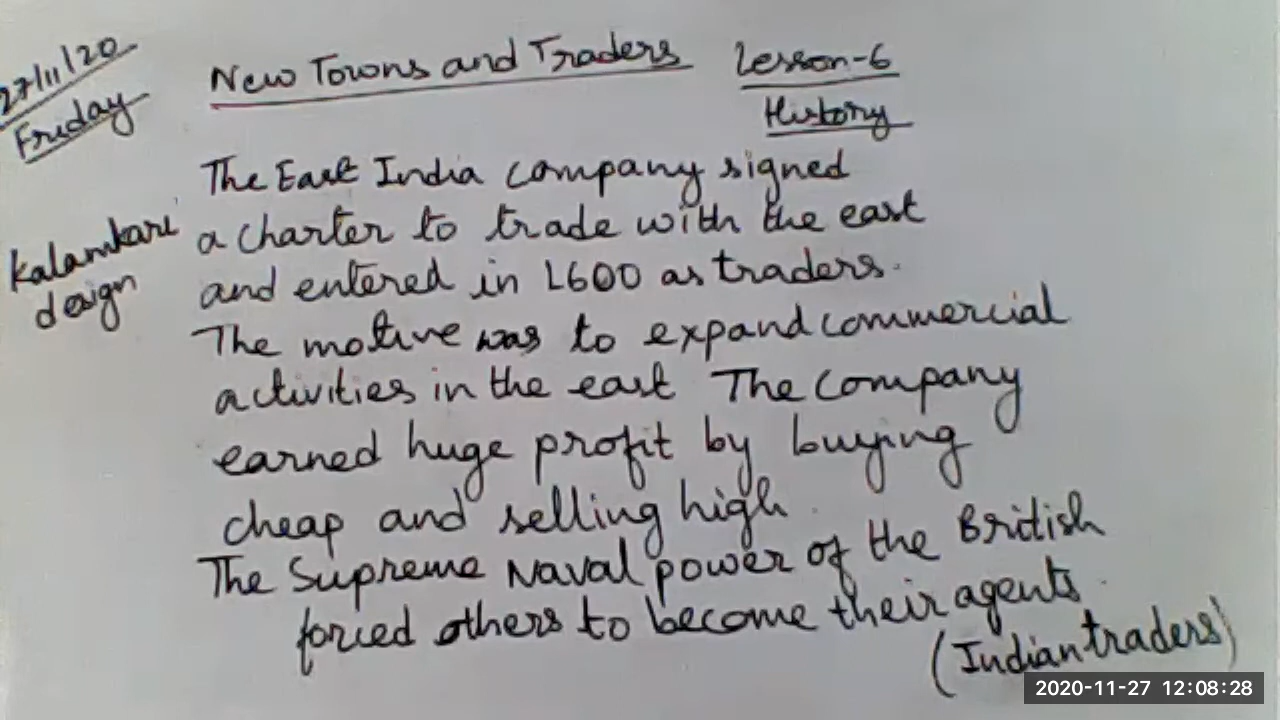 27/11/20
Friday
New Towns and Traders
Lesson-6
History
The East India company signed
a charter to trade with the east
and entered in 1600 as traders.
Kalamkari
design
The motive was to expand commercial
activities in the east The Company
earned huge profit by buying
cheap and selling high
The Supreme Naval power of the British
forced others to become their agents.
(Indian traders)
2020-11-27 12:08:28